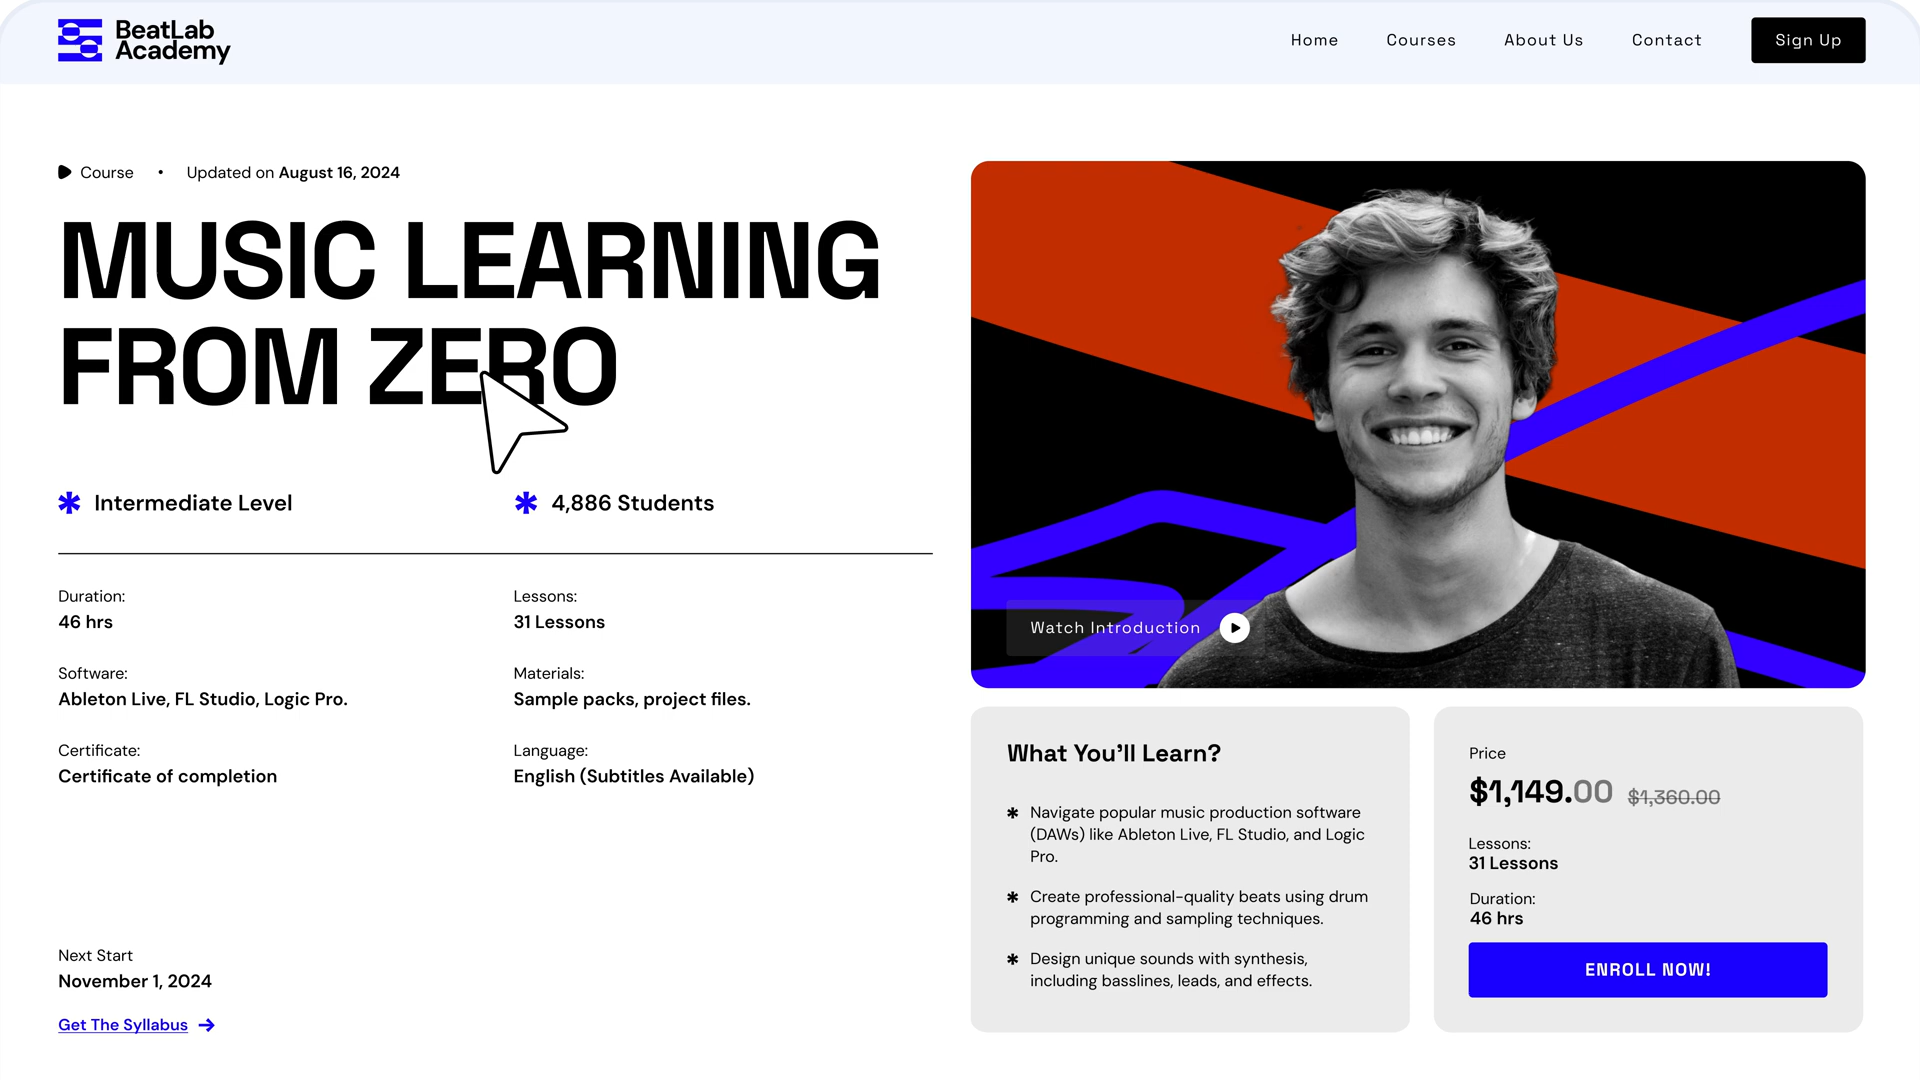 BeatLab
Academy
Home
Courses
About Us
Contact
Sign Up
Course • Updated on August 16, 2024
MUSIC LEARNING
FROM ZERO
Intermediate Level
4,886 Students
Duration:
46 hrs
Lessons:
31 Lessons
Software:
Ableton Live, FL Studio, Logic Pro.
Materials:
Sample packs, project files.
Certificate:
Certificate of completion
Language:
English (Subtitles Available)
Next Start
November 1, 2024
Get The Syllabus
Watch Introduction
What You’ll Learn?
Navigate popular music production software
(DAWs) like Ableton Live, FL Studio, and Logic
Pro.
Create professional-quality beats using drum
programming and sampling techniques.
Design unique sounds with synthesis,
including basslines, leads, and effects.
Price
$1,149.00 $1,360.00
Lessons:
31 Lessons
Duration:
46 hrs
ENROLL NOW!